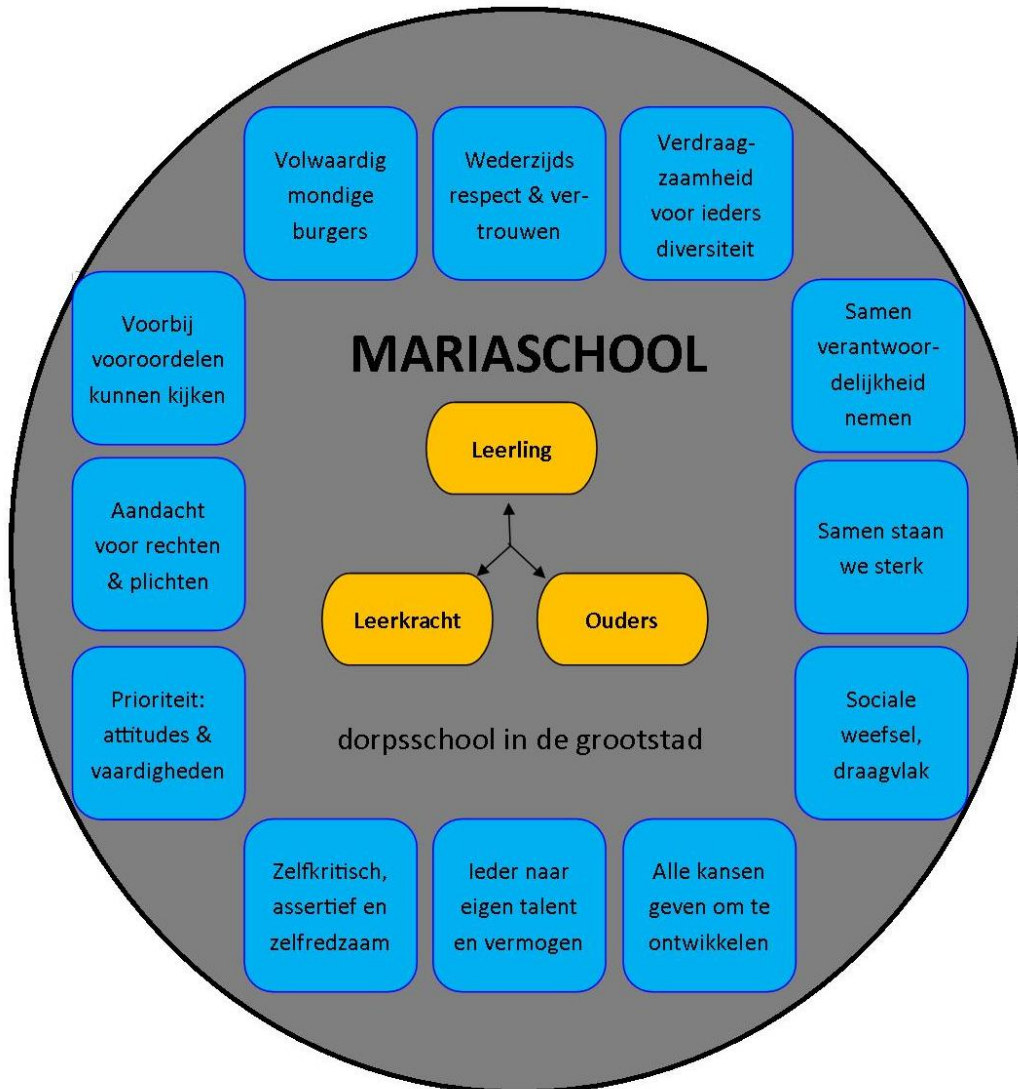 Volwaardig
mondige
burgers
Wederzijds
respect & ver-
trouwen
Verdraag-
zaamheid
voor ieders
diversiteit
Voorbij
vooroordelen
kunnen kijken
Samen
verantwoor-
delijkheid
nemen
MARIASCHOOL
Leerling
Aandacht
voor rechten
& plichten
Samen staan
we sterk
Leerkracht
Ouders
Prioriteit:
attitudes &
vaardigheden
dorpsschool in de grootstad
Sociale
weefsel,
draagvlak
Zelfkritisch,
assertief en
zelfredzaam
Ieder naar
eigen talent
en vermogen
Alle kansen
geven om te
ontwikkelen